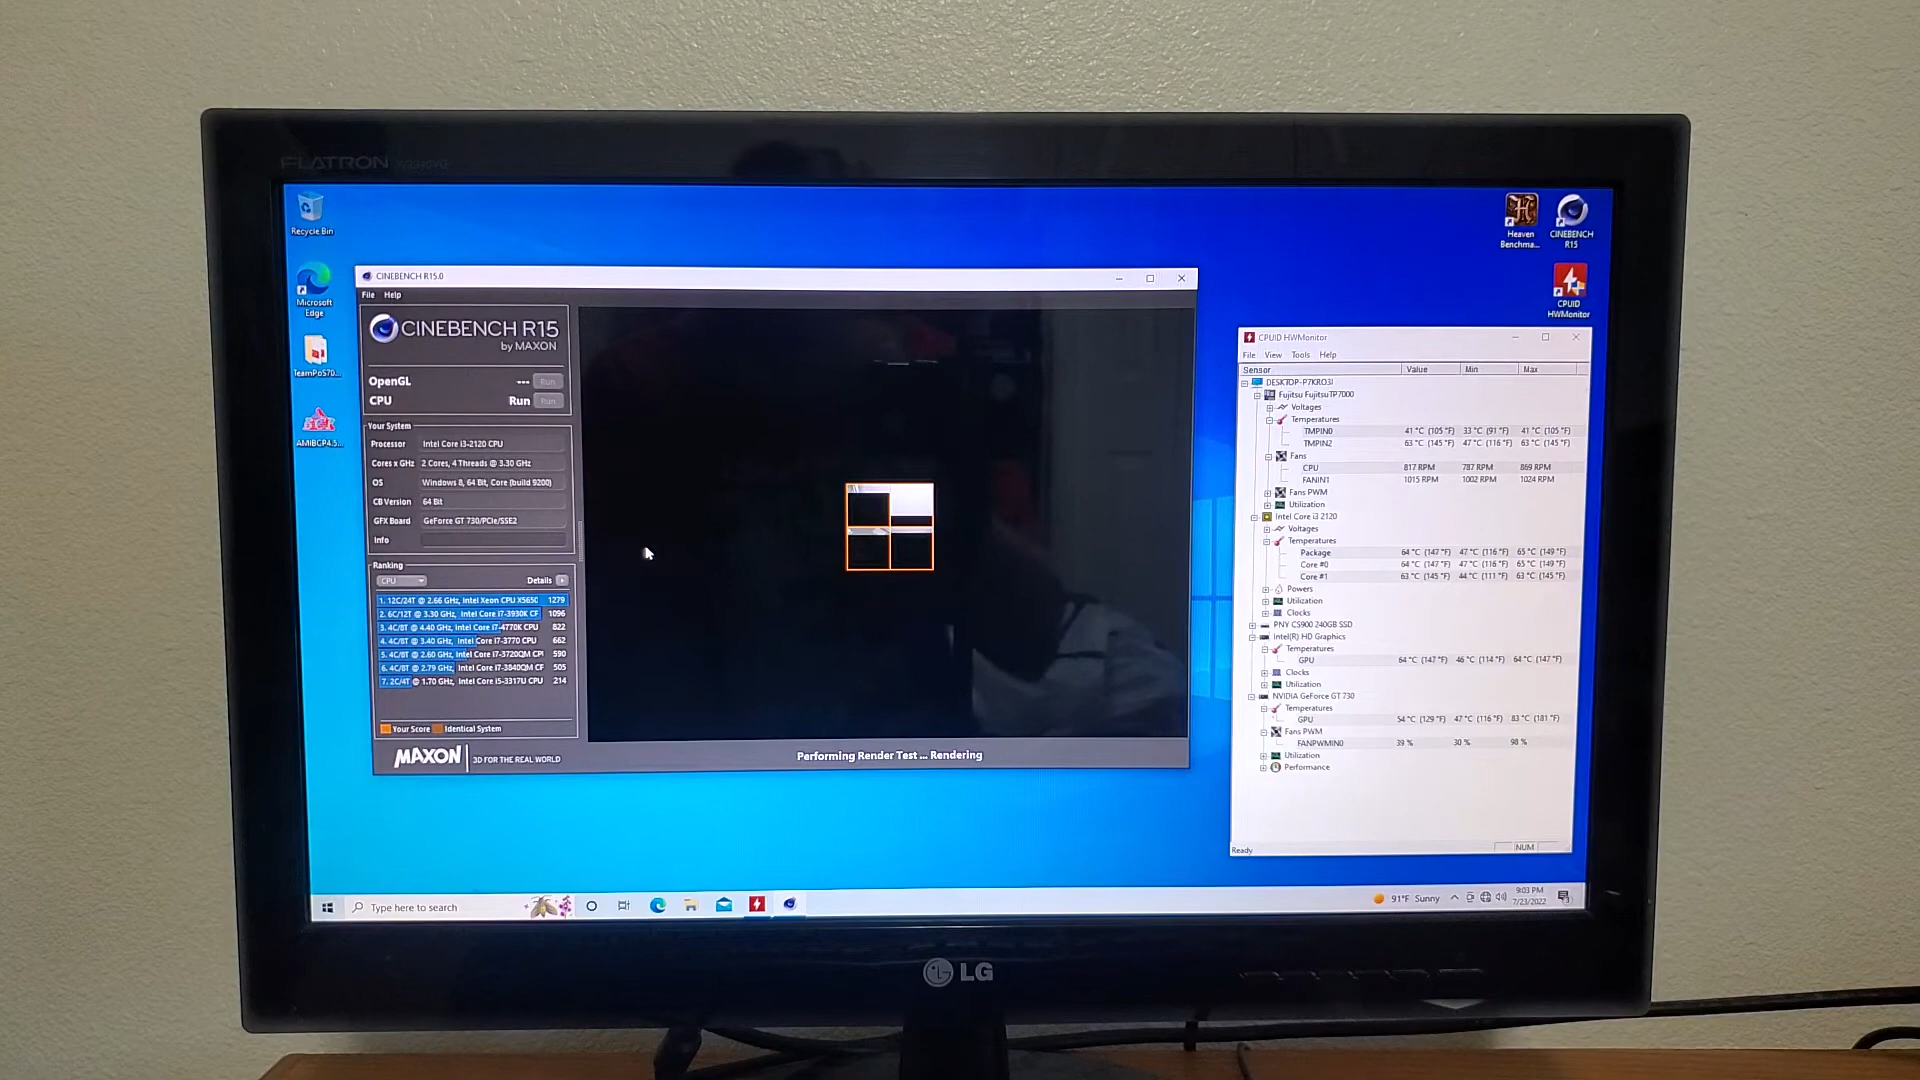 FLATRON
Recycle Bin
Microsoft
Edge
TeamPoS70...
AMIBCP4.5...
Heaven
Benchma...
CINEBENCH
R15
CPUID
HWMonitor
CINEBENCH R15.0
File Help
CINEBENCH R15
by MAXON
OpenGL --- Run
CPU Run Run
Your System
Processor Intel Core i3-2120 CPU
Cores x GHz 2 Cores, 4 Threads @ 3.30 GHz
OS Windows 8, 64 Bit, Core (build 9200)
CB Version 64 Bit
GFX Board GeForce GT 730/PCIe/SSE2
Info
Ranking
CPU Details
1. 12C/24T @ 2.66 GHz, Intel Xeon CPU X5650 1279
2. 6C/12T @ 3.30 GHz, Intel Core i7-3930K CF 1096
3. 4C/8T @ 4.40 GHz, Intel Core i7-4770K CPU 822
4. 4C/8T @ 3.40 GHz, Intel Core i7-3770 CPU 662
5. 4C/8T @ 2.60 GHz, Intel Core i7-3720QM CPI 590
6. 4C/8T @ 2.79 GHz, Intel Core i7-3840QM CF 505
7. 2C/4T @ 1.70 GHz, Intel Core i5-3317U CPU 214
Your Score Identical System
MAXON 3D FOR THE REAL WORLD
Performing Render Test ... Rendering
CPUID HWMonitor
File View Tools Help
Sensor Value Min Max
DESKTOP-P7KRO3J
Fujitsu FujitsuTP7000
Voltages
Temperatures
TMPIN0 41 °C (105 °F) 33 °C (91 °F) 41 °C (105 °F)
TMPIN2 63 °C (145 °F) 47 °C (116 °F) 63 °C (145 °F)
Fans
CPU 817 RPM 787 RPM 869 RPM
FANIN1 1015 RPM 1002 RPM 1024 RPM
Fans PWM
Utilization
Intel Core i3 2120
Voltages
Temperatures
Package 64 °C (147 °F) 47 °C (116 °F) 65 °C (149 °F)
Core #0 64 °C (147 °F) 47 °C (116 °F) 65 °C (149 °F)
Core #1 63 °C (145 °F) 44 °C (111 °F) 63 °C (145 °F)
Powers
Utilization
Clocks
PNY CS900 240GB SSD
Intel(R) HD Graphics
Temperatures
GPU 64 °C (147 °F) 46 °C (114 °F) 64 °C (147 °F)
Clocks
Utilization
NVIDIA GeForce GT 730
Temperatures
GPU 54 °C (129 °F) 47 °C (116 °F) 83 °C (181 °F)
Fans PWM
FANPWMIN0 39 % 30 % 98 %
Utilization
Performance
Ready NUM
Type here to search
91°F Sunny
9:03 PM
7/23/2022
LG